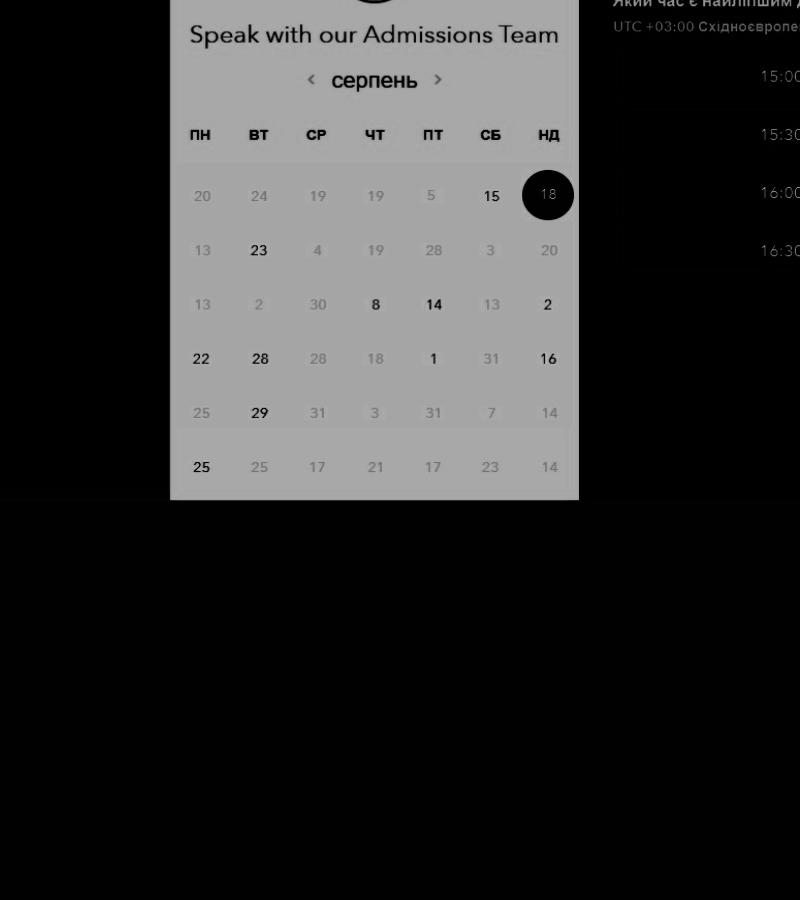 Який час є найліпшим
Speak with our Admissions Team
UTC +03:00
< серпень >
15:00
ПН ВТ СР ЧТ ПТ СБ НД
15:30
20 24 19 19 5 15 18
16:00
13 23 4 19 28 3 20
16:30
13 2 30 8 14 13 2
22 28 28 18 1 31 16
25 29 31 3 31 7 14
25 25 17 21 17 23 14